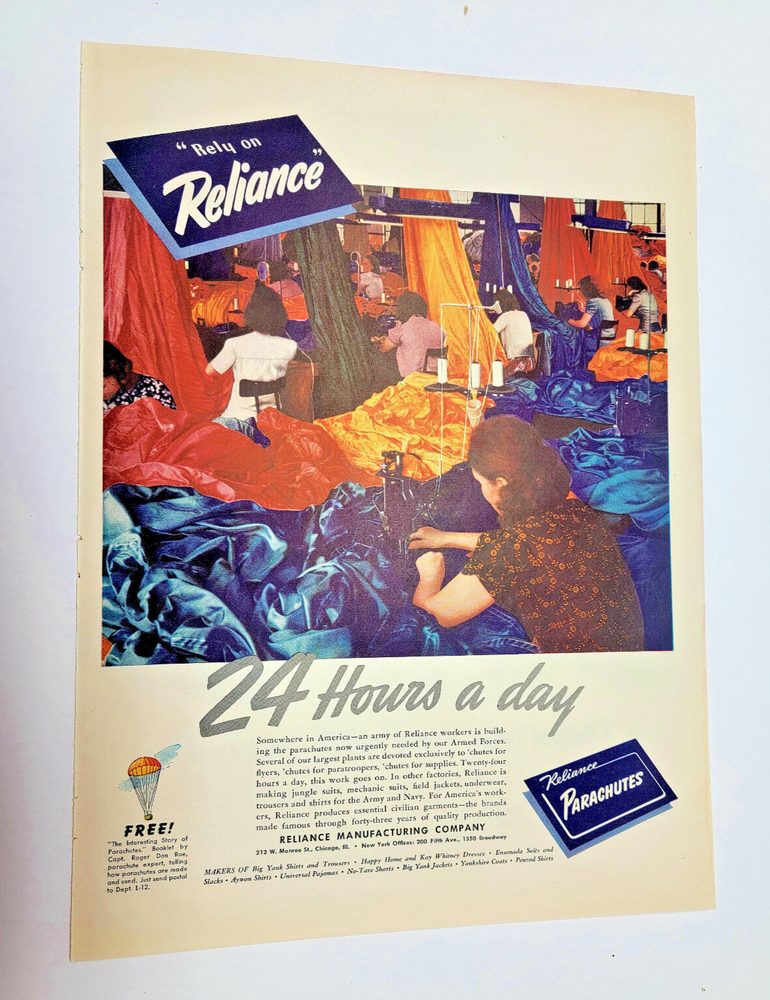 "Rely on
Reliance"
24 Hours a day
Somewhere in America—an army of Reliance workers is build-
ing the parachutes now urgently needed by our Armed Forces.
Several of our largest plants are devoted exclusively to 'chutes for
flyers, 'chutes for paratroopers, 'chutes for supplies. Twenty-four
hours a day, this work goes on. In other factories, Reliance is
making jungle suits, mechanic suits, field jackets, underwear,
trousers and shirts for the Army and Navy. For America's work-
ers, Reliance produces essential civilian garments—the brands
made famous through forty-three years of quality production.
RELIANCE MANUFACTURING COMPANY
212 W. Monroe St., Chicago, Ill. • New York Offices: 200 Fifth Ave., 1350 Broadway
MAKERS OF Big Yank Shirts and Trousers • Happy Home and Kay Whitney Dresses • Ensenada Suits and
Slacks • Aywon Shirts • Universal Pajamas • No-Tare Shorts • Big Yank Jackets • Yankshire Coats • Penrod Shirts
FREE!
"The Interesting Story of
Parachutes." Booklet by
Capt. Roger Don Rae,
parachute expert, telling
how parachutes are made
and used. Just send postal
to Dept. L-12.
Reliance
PARACHUTES